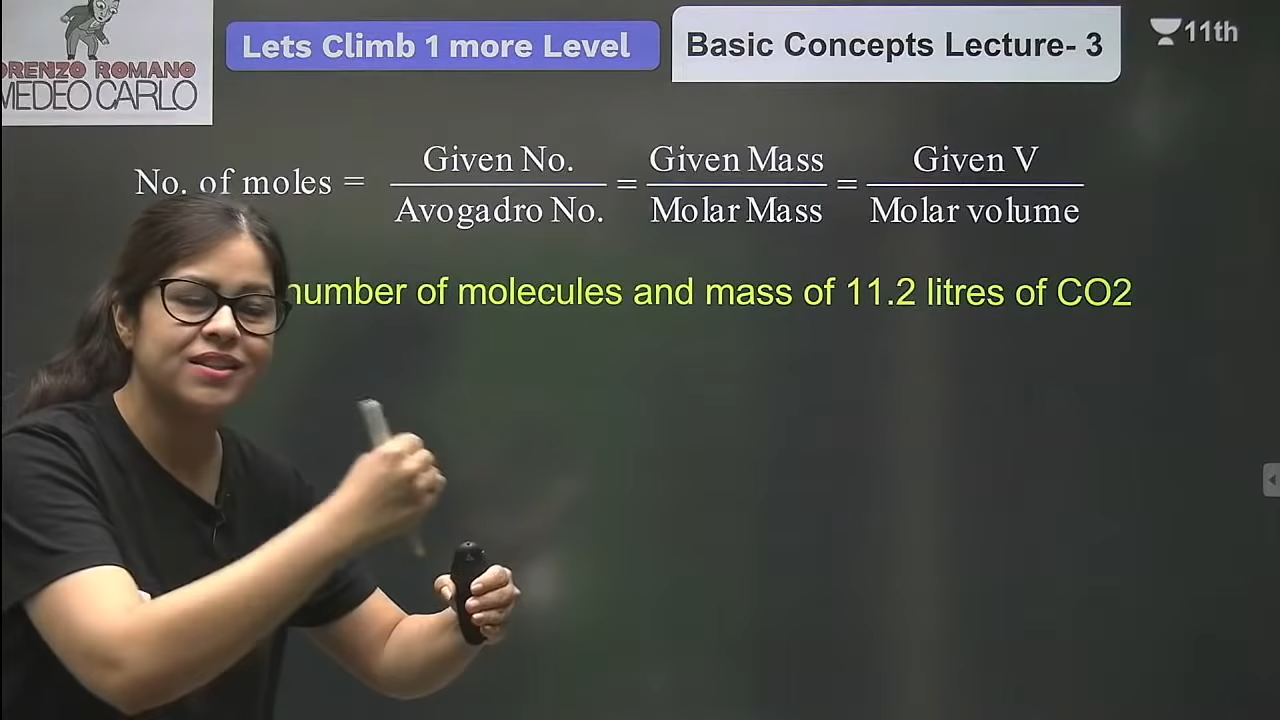 ORENZO ROMANO
MEDEO CARLO
Lets Climb 1 more Level
Basic Concepts Lecture- 3
11th
No. of moles = Given No. / Avogadro No. = Given Mass / Molar Mass = Given V / Molar volume
number of molecules and mass of 11.2 litres of CO2